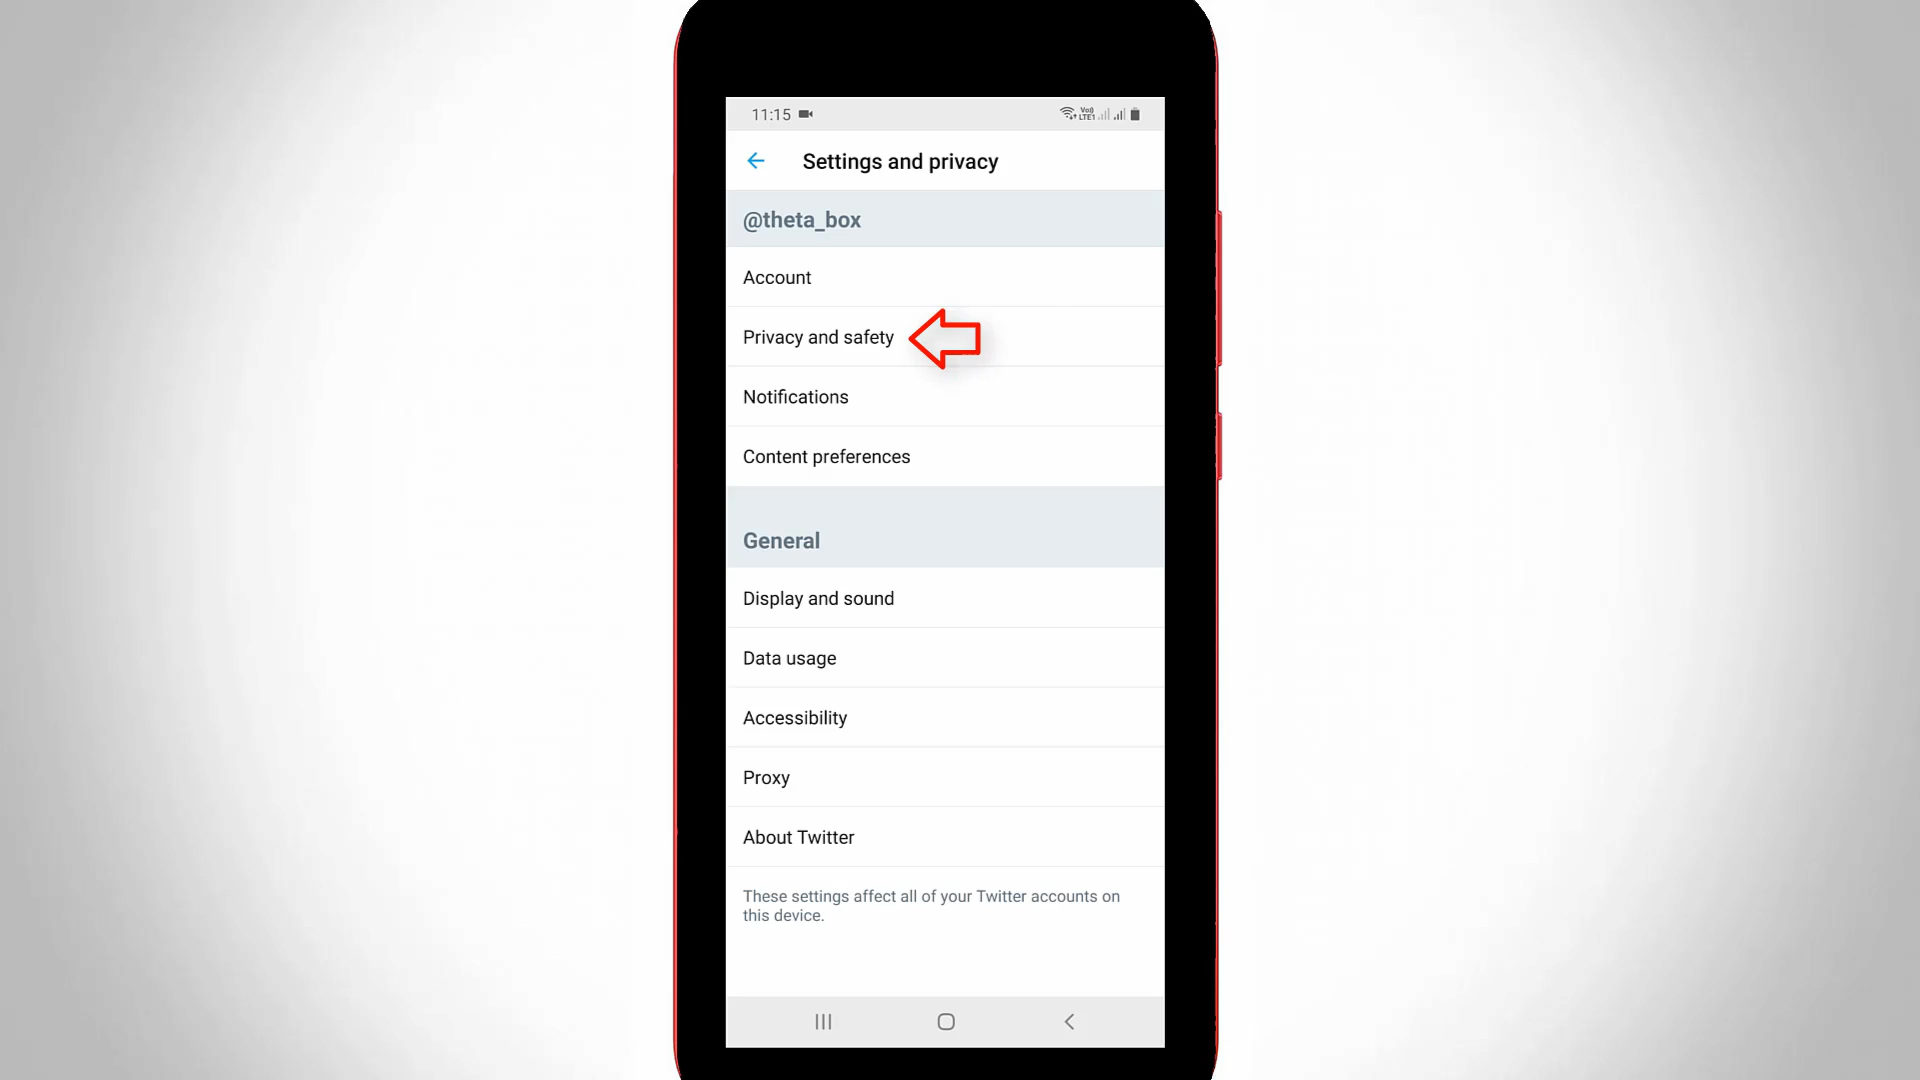 11:15
Settings and privacy
@theta_box
Account
Privacy and safety
Notifications
Content preferences
General
Display and sound
Data usage
Accessibility
Proxy
About Twitter
These settings affect all of your Twitter accounts on
this device.